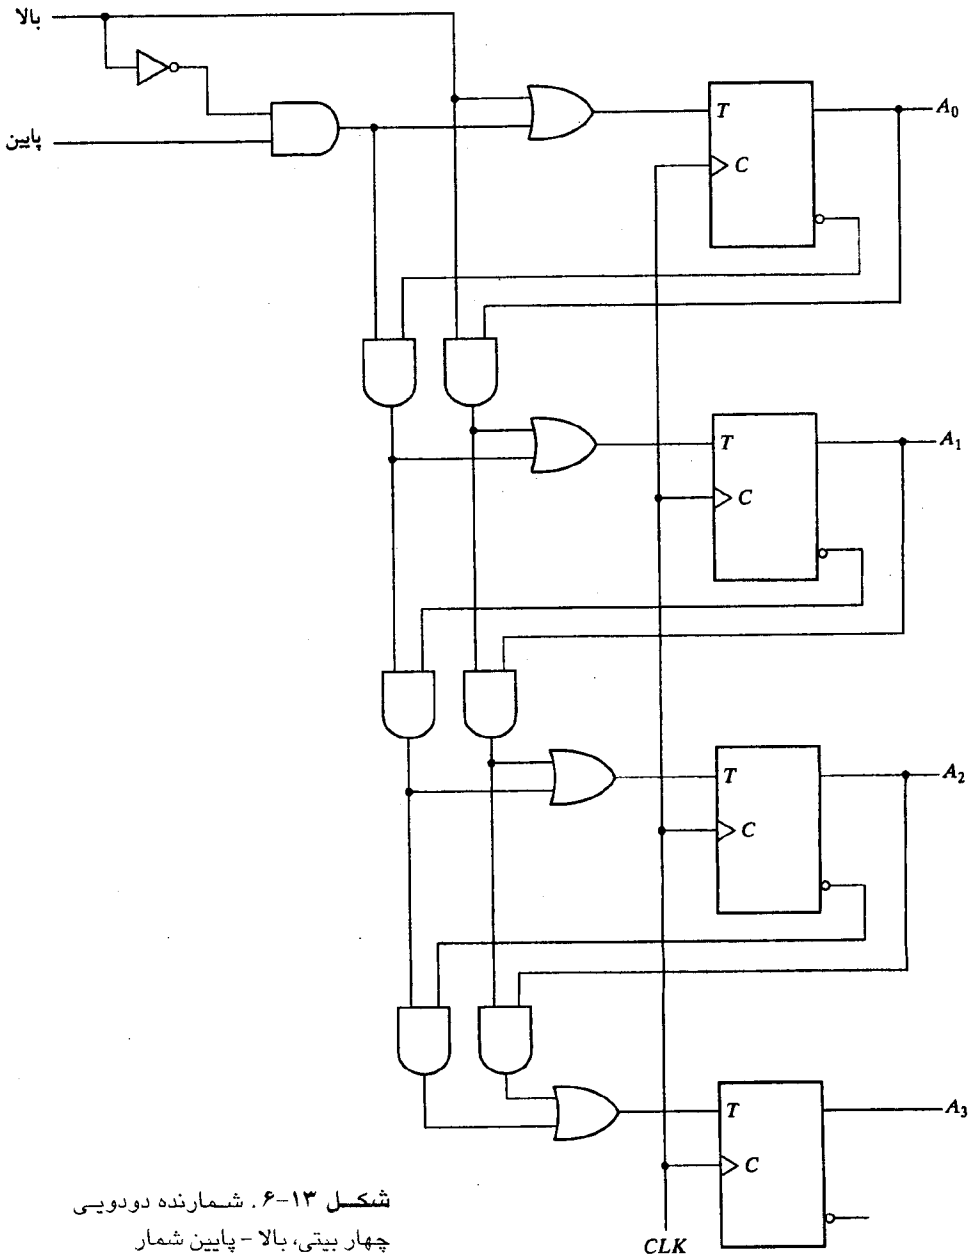 بالا
پایین
T
A0
C
T
A1
C
T
A2
C
T
A3
C
CLK
شکل ۱۳-۶. شمارنده دودویی
چهار بیتی، بالا - پایین شمار